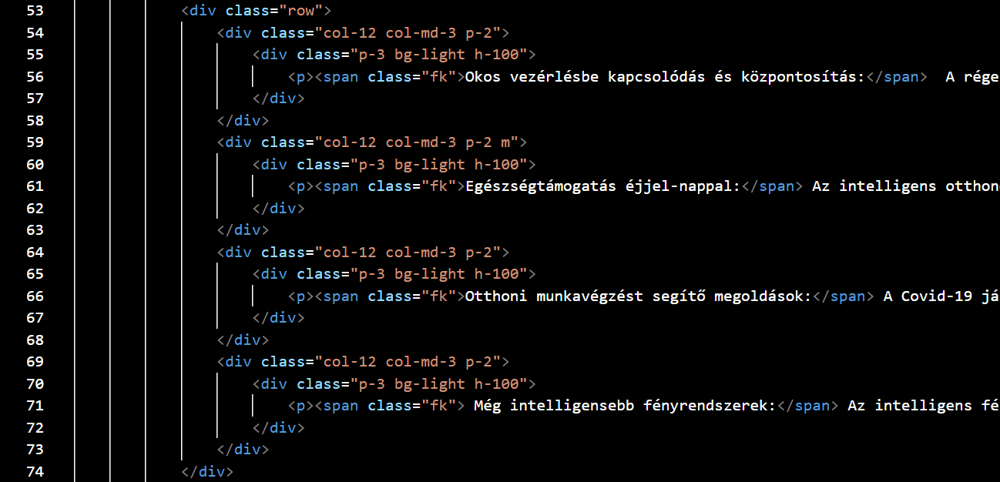 53 <div class="row">
54 <div class="col-12 col-md-3 p-2">
55 <div class="p-3 bg-light h-100">
56 <p><span class="fk">Okos vezérlésbe kapcsolódás és központosítás:</span>  A rége
57 </div>
58 </div>
59 <div class="col-12 col-md-3 p-2 m">
60 <div class="p-3 bg-light h-100">
61 <p><span class="fk">Egészségtámogatás éjjel-nappal:</span> Az intelligens otthon
62 </div>
63 </div>
64 <div class="col-12 col-md-3 p-2">
65 <div class="p-3 bg-light h-100">
66 <p><span class="fk">Otthoni munkavégzést segítő megoldások:</span> A Covid-19 já
67 </div>
68 </div>
69 <div class="col-12 col-md-3 p-2">
70 <div class="p-3 bg-light h-100">
71 <p><span class="fk"> Még intelligensebb fényrendszerek:</span> Az intelligens fé
72 </div>
73 </div>
74 </div>